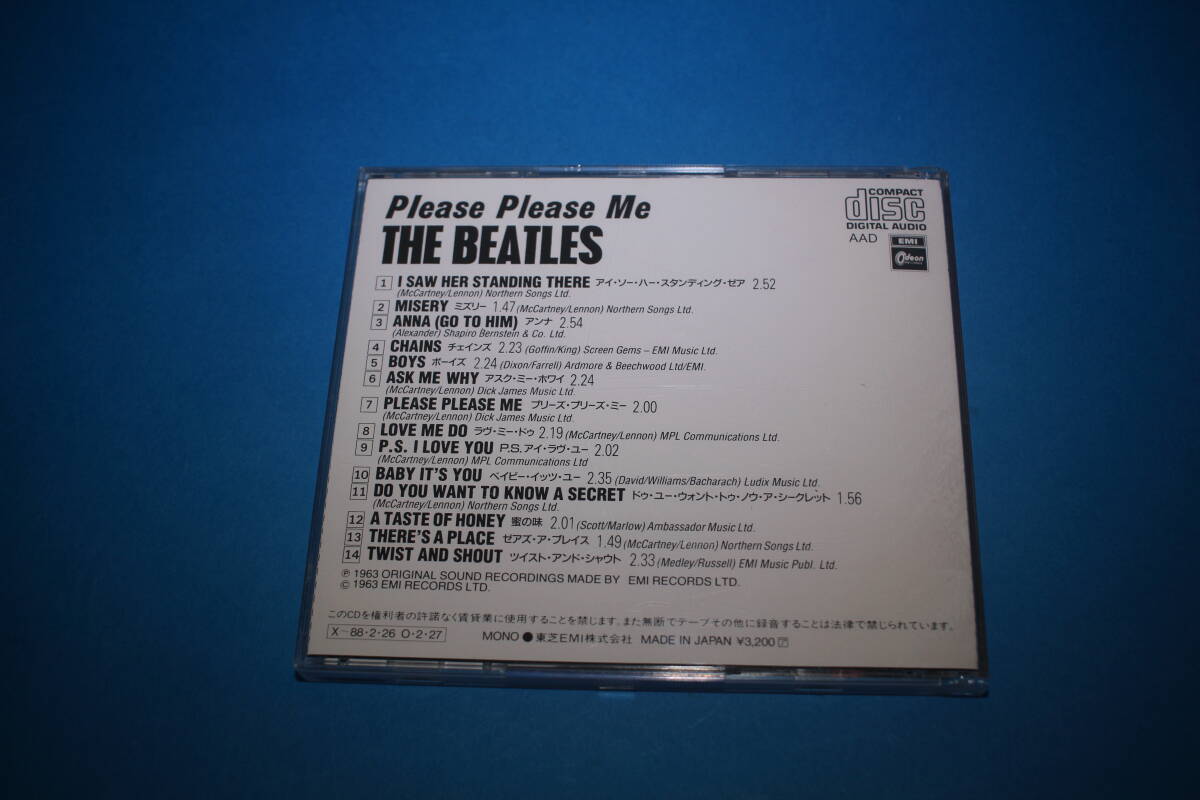 Please Please Me
THE BEATLES
COMPACT
disc
DIGITAL AUDIO
AAD
EMI
Odeon
1 I SAW HER STANDING THERE アイ・ソー・ハー・スタンディング・ゼア 2.52
(McCartney/Lennon) Northern Songs Ltd.
2 MISERY ミズリー 1.47 (McCartney/Lennon) Northern Songs Ltd.
3 ANNA (GO TO HIM) アンナ 2.54
(Alexander) Shapiro Bernstein & Co. Ltd.
4 CHAINS チェインズ 2.23 (Goffin/King) Screen Gems – EMI Music Ltd.
5 BOYS ボーイズ 2.24 (Dixon/Farrell) Ardmore & Beechwood Ltd/EMI.
6 ASK ME WHY アスク・ミー・ホワイ 2.24
(McCartney/Lennon) Dick James Music Ltd.
7 PLEASE PLEASE ME プリーズ・プリーズ・ミー 2.00
(McCartney/Lennon) Dick James Music Ltd.
8 LOVE ME DO ラヴ・ミー・ドゥ 2.19 (McCartney/Lennon) MPL Communications Ltd.
9 P.S. I LOVE YOU P.S.アイ・ラヴ・ユー 2.02
(McCartney/Lennon) MPL Communications Ltd
10 BABY IT'S YOU ベイビー・イッツ・ユー 2.35 (David/Williams/Bacharach) Ludix Music Ltd.
11 DO YOU WANT TO KNOW A SECRET ドゥ・ユー・ウォント・トゥ・ノウ・ア・シークレット 1.56
(McCartney/Lennon) Northern Songs Ltd.
12 A TASTE OF HONEY 蜜の味 2.01 (Scott/Marlow) Ambassador Music Ltd.
13 THERE'S A PLACE ゼアズ・ア・プレイス 1.49 (McCartney/Lennon) Northern Songs Ltd.
14 TWIST AND SHOUT ツイスト・アンド・シャウト 2.33 (Medley/Russell) EMI Music Publ. Ltd.
℗ 1963 ORIGINAL SOUND RECORDINGS MADE BY EMI RECORDS LTD.
© 1963 EMI RECORDS LTD.
このCDを権利者の許諾なく賃貸業に使用することを禁じます。また無断でテープその他に録音することは法律で禁じられています。
X–88・2・26 O・2・27 MONO ● 東芝EMI株式会社 MADE IN JAPAN ¥3,200